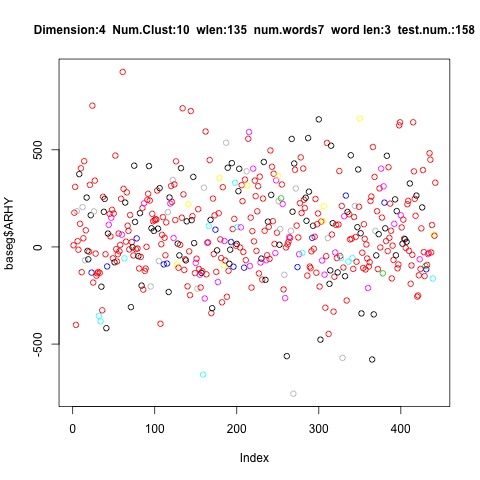 Dimension:4 Num.Clust:10 wlen:135 num.words7 word len:3 test.num.:158
baseg$ARHY
500
0
-500
0 100 200 300 400
Index